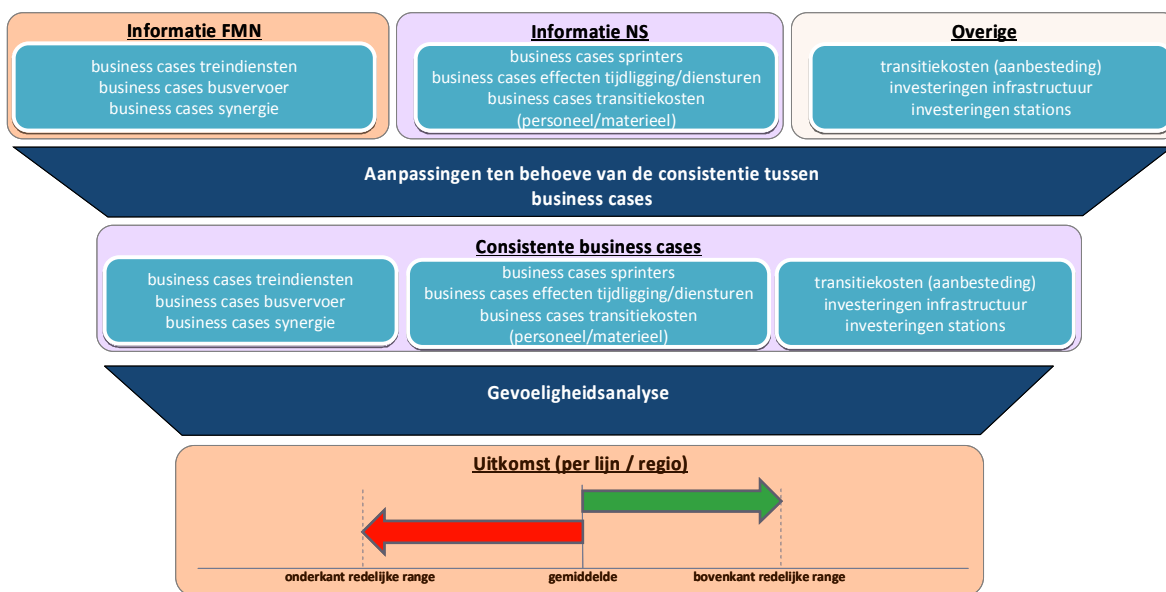 Informatie FMN
business cases treindiensten
business cases busvervoer
business cases synergie
Informatie NS
business cases sprinters
business cases effecten tijdligging/diensturen
business cases transitiekosten
(personeel/materieel)
Overige
transitiekosten (aanbesteding)
investeringen infrastructuur
investeringen stations
Aanpassingen ten behoeve van de consistentie tussen
business cases
Consistente business cases
business cases treindiensten
business cases busvervoer
business cases synergie
business cases sprinters
business cases effecten tijdligging/diensturen
business cases transitiekosten
(personeel/materieel)
transitiekosten (aanbesteding)
investeringen infrastructuur
investeringen stations
Gevoeligheidsanalyse
Uitkomst (per lijn / regio)
onderkant redelijke range
gemiddelde
bovenkant redelijke range